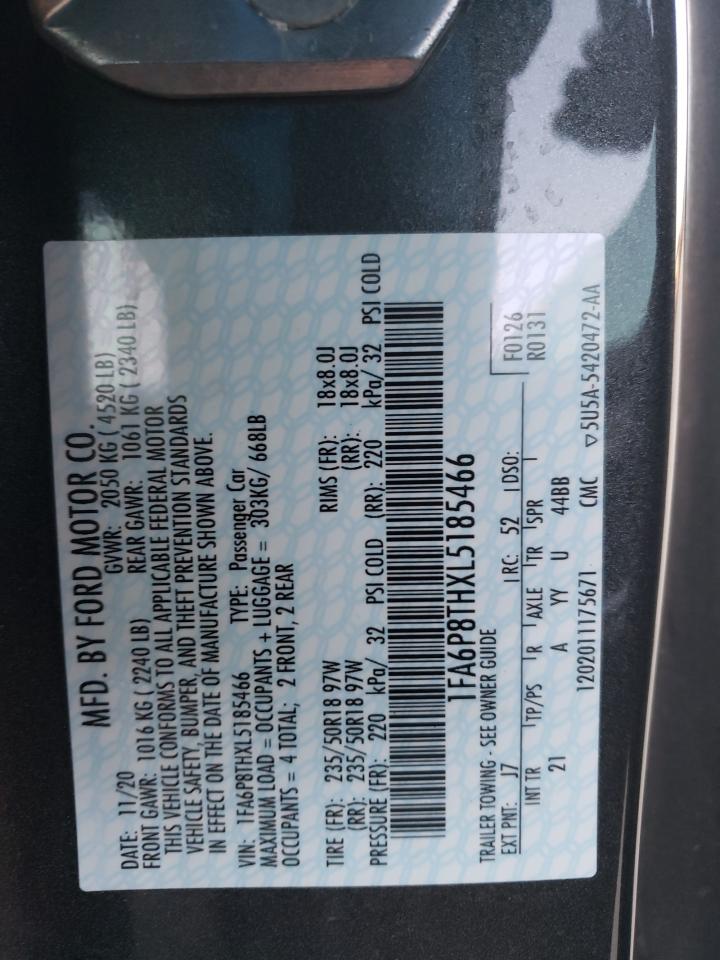 MFD. BY FORD MOTOR CO.
DATE: 11/20 GVWR: 2050 KG ( 4520 LB)
FRONT GAWR: 1016 KG ( 2240 LB) REAR GAWR: 1061 KG ( 2340 LB)
THIS VEHICLE CONFORMS TO ALL APPLICABLE FEDERAL MOTOR
VEHICLE SAFETY, BUMPER, AND THEFT PREVENTION STANDARDS
IN EFFECT ON THE DATE OF MANUFACTURE SHOWN ABOVE.
VIN: 1FA6P8THXL5185466 TYPE: Passenger Car
MAXIMUM LOAD = OCCUPANTS + LUGGAGE = 303KG/ 668LB
OCCUPANTS = 4 TOTAL; 2 FRONT, 2 REAR
TIRE (FR): 235/50R18 97W RIMS (FR): 18x8.0J
(RR): 235/50R18 97W (RR): 18x8.0J
PRESSURE (FR): 220 kPa/ 32 PSI COLD (RR): 220 kPa/ 32 PSI COLD
1FA6P8THXL5185466
TRAILER TOWING - SEE OWNER GUIDE
F0126
EXT PNT: J7 RC: 52 DSO: R0131
INT TR TP/PS R AXLE TR SPR
21 A YY U 44BB
1202011175671 CMC ▽5U5A-5420472-AA